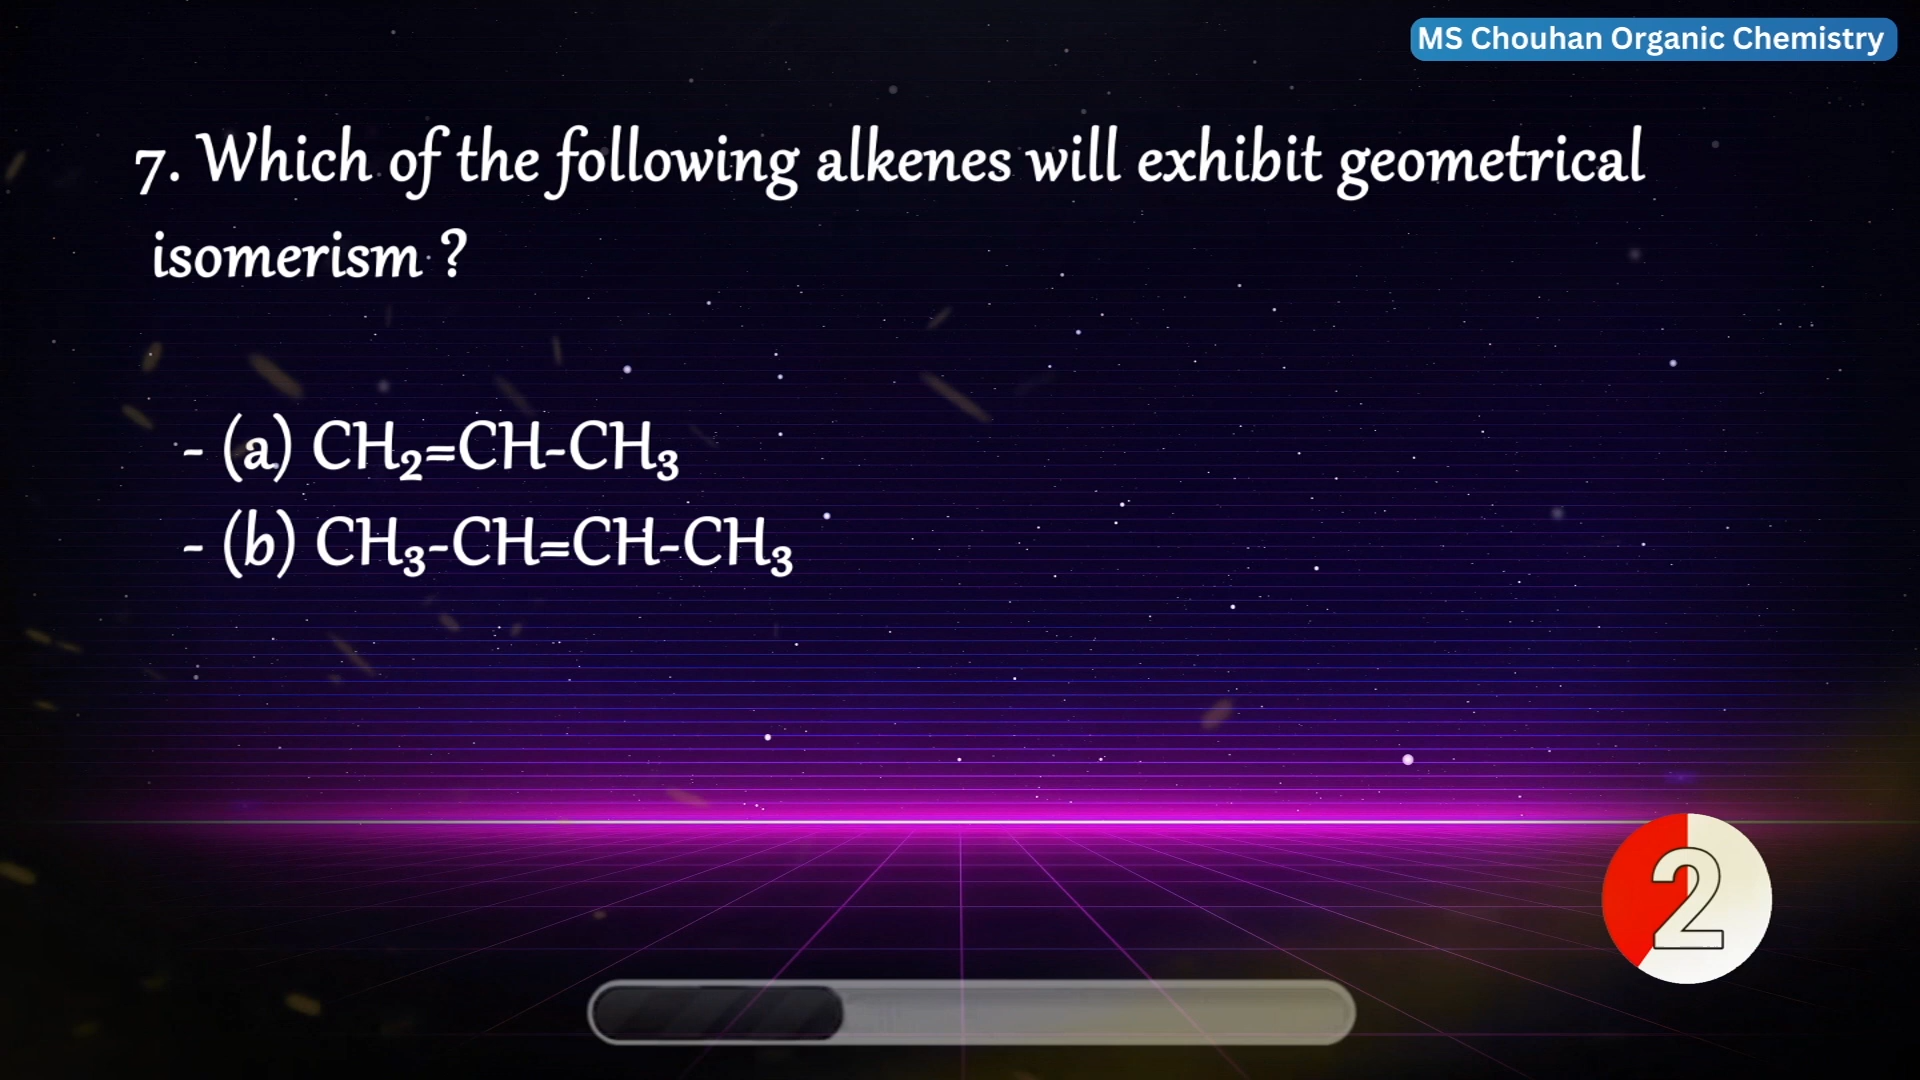 MS Chouhan Organic Chemistry
7. Which of the following alkenes will exhibit geometrical
isomerism ?
- (a) CH₂=CH-CH₃
- (b) CH₃-CH=CH-CH₃
2